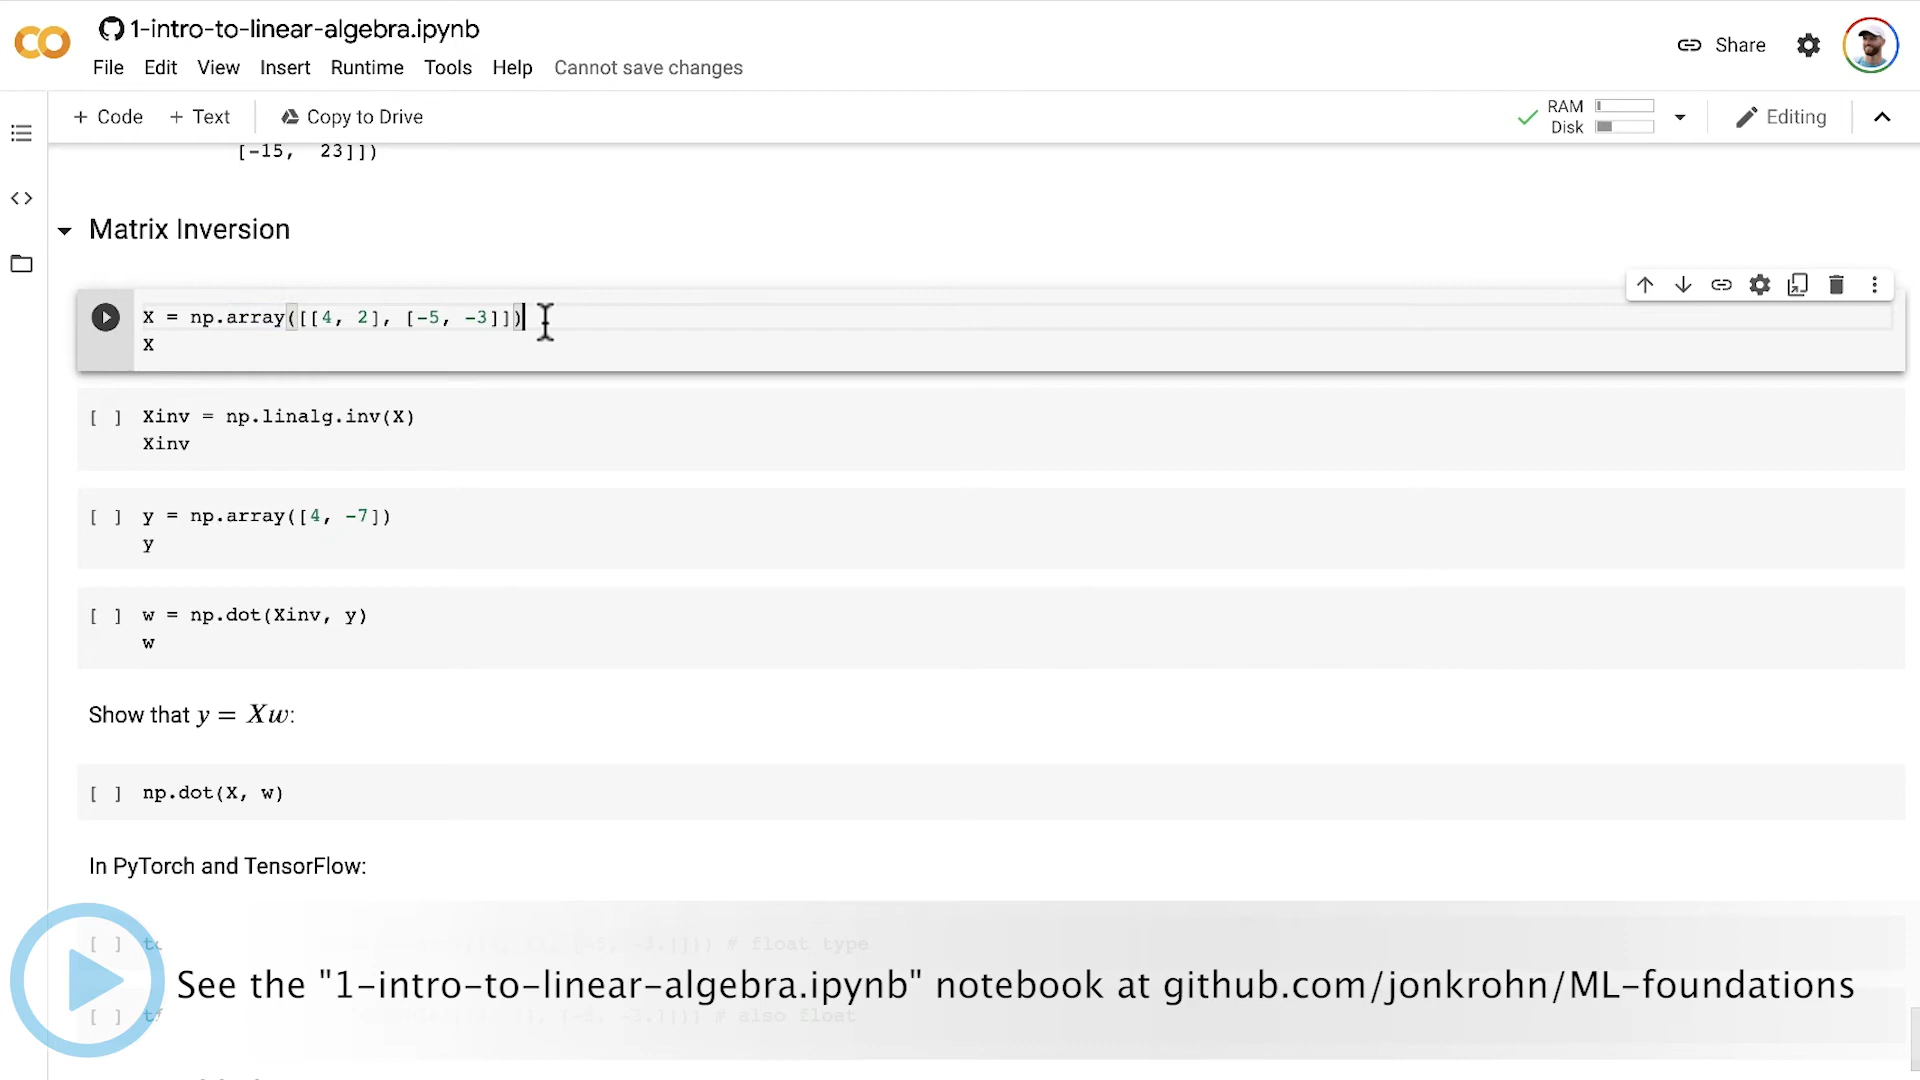 1-intro-to-linear-algebra.ipynb
File Edit View Insert Runtime Tools Help Cannot save changes
Share
+ Code + Text Copy to Drive
RAM
Disk
Editing
[-15, 23]])
Matrix Inversion
X = np.array([[4, 2], [-5, -3]])
X
[ ] Xinv = np.linalg.inv(X)
Xinv
[ ] y = np.array([4, -7])
y
[ ] w = np.dot(Xinv, y)
w
Show that y = Xw:
[ ] np.dot(X, w)
In PyTorch and TensorFlow:
[ ] # float type
See the "1-intro-to-linear-algebra.ipynb" notebook at github.com/jonkrohn/ML-foundations
[ ] # also float